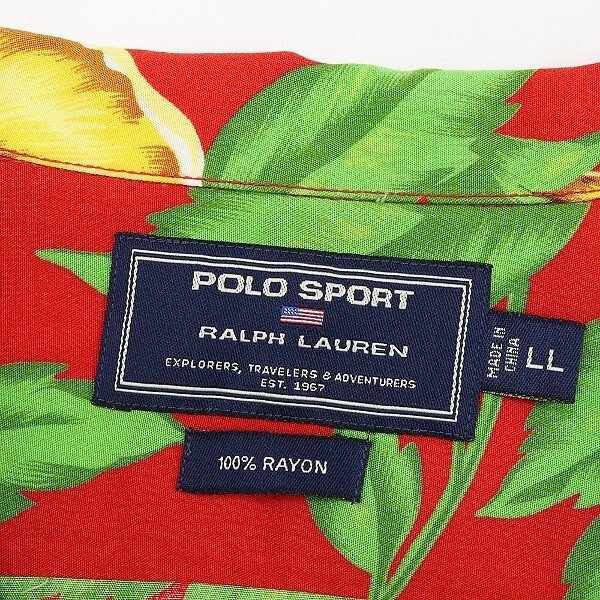 POLO SPORT
RALPH LAUREN
EXPLORERS, TRAVELERS & ADVENTURERS
EST. 1967
MADE IN
CHINA
LL
100% RAYON